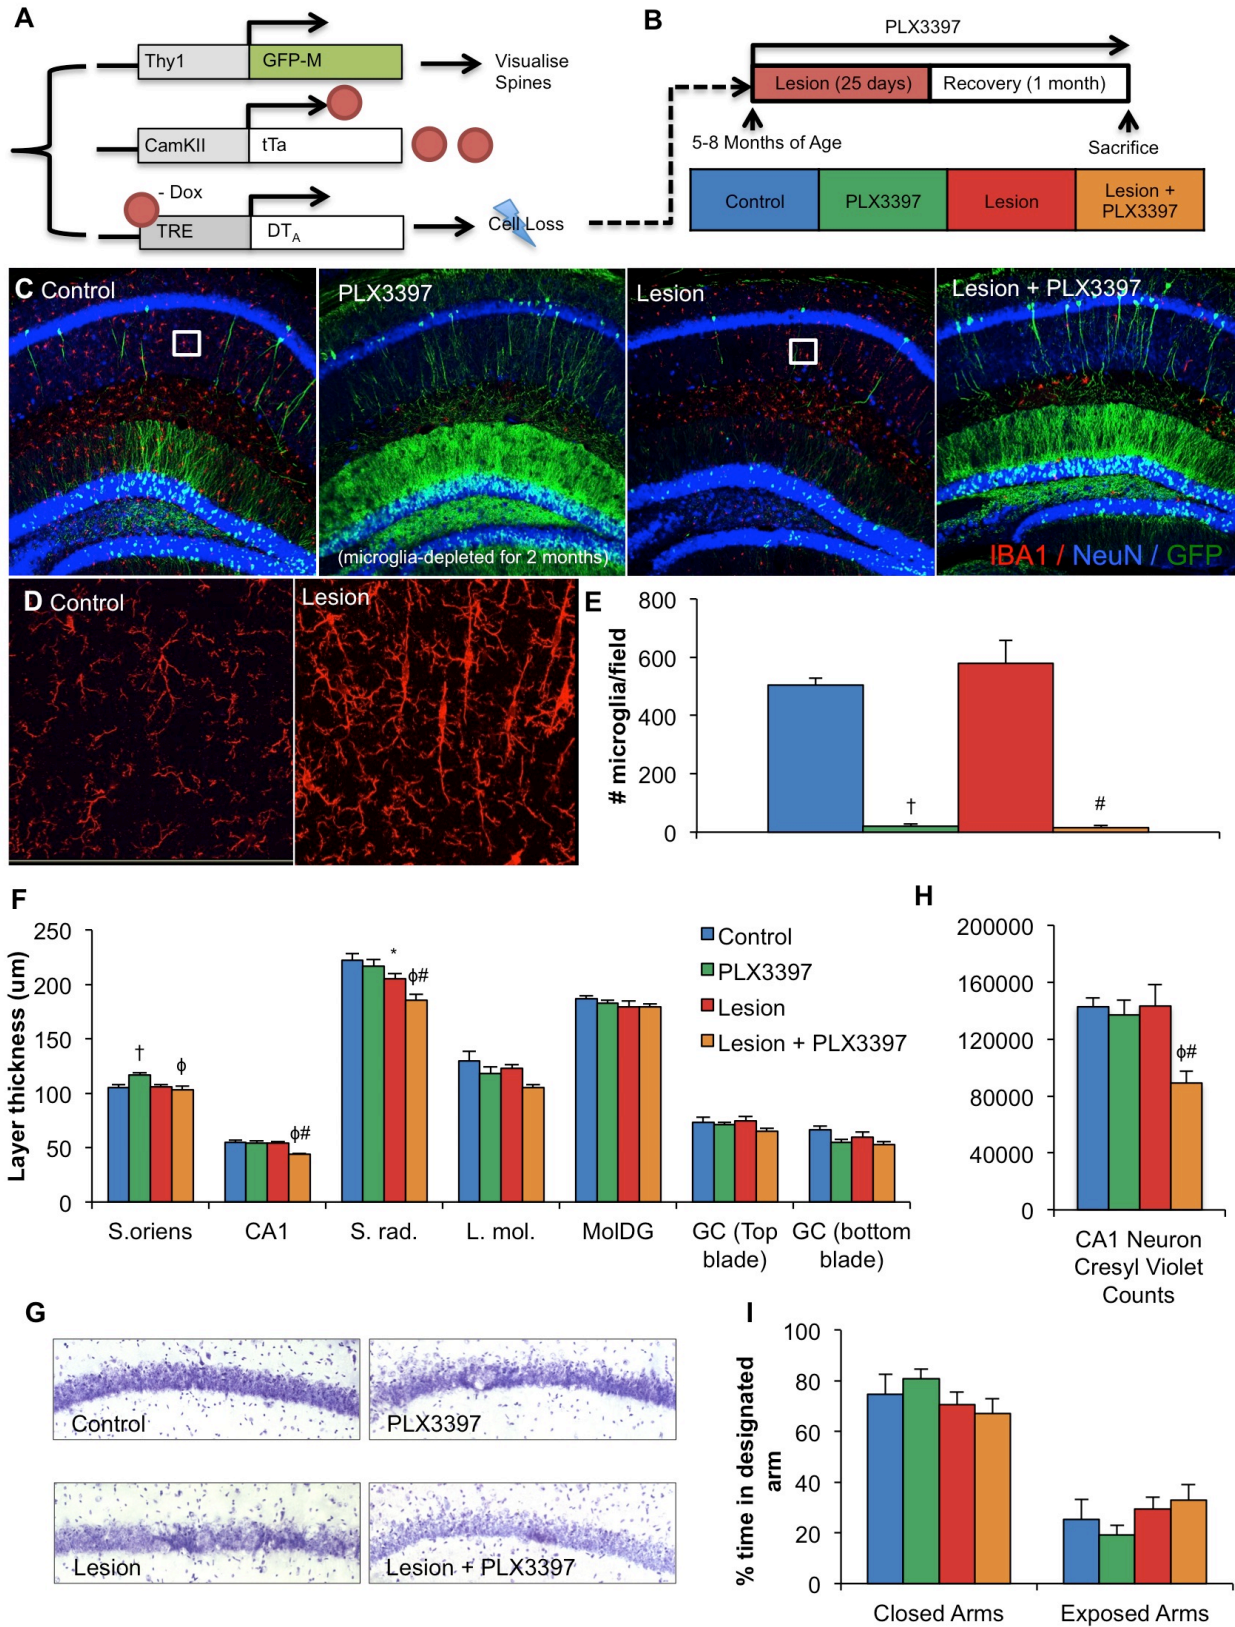 A
Thy1
GFP-M
Visualise
Spines
CamKII
tTa
- Dox
TRE
DTA
Cell Loss
B
PLX3397
Lesion (25 days)
Recovery (1 month)
5-8 Months of Age
Sacrifice
Control
PLX3397
Lesion
Lesion +
PLX3397
C Control
PLX3397
(microglia-depleted for 2 months)
Lesion
Lesion + PLX3397
IBA1 / NeuN / GFP
D Control
Lesion
E
# microglia/field
800
600
400
200
0
†
#
F
Layer thickness (um)
250
200
150
100
50
0
†
ϕ
ϕ#
*
ϕ#
Control
PLX3397
Lesion
Lesion + PLX3397
S.oriens
CA1
S. rad.
L. mol.
MolDG
GC (Top
blade)
GC (bottom
blade)
H
200000
160000
120000
80000
40000
0
ϕ#
CA1 Neuron
Cresyl Violet
Counts
G
Control
PLX3397
Lesion
Lesion + PLX3397
I
% time in designated
arm
100
80
60
40
20
0
Closed Arms
Exposed Arms